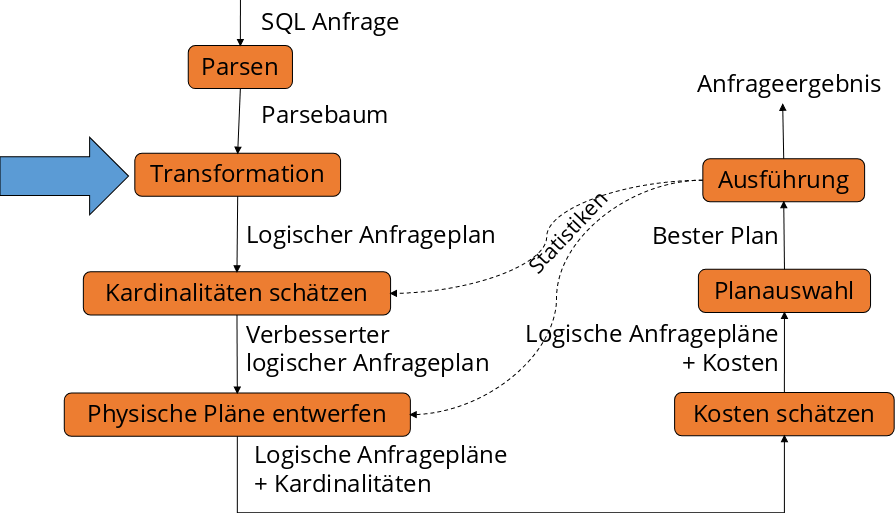 SQL Anfrage
Parsen
Parsebaum
Transformation
Logischer Anfrageplan
Kardinalitäten schätzen
Verbesserter
logischer Anfrageplan
Physische Pläne entwerfen
Logische Anfragepläne
+ Kardinalitäten
Statistiken
Anfrageergebnis
Ausführung
Bester Plan
Planauswahl
Logische Anfragepläne
+ Kosten
Kosten schätzen